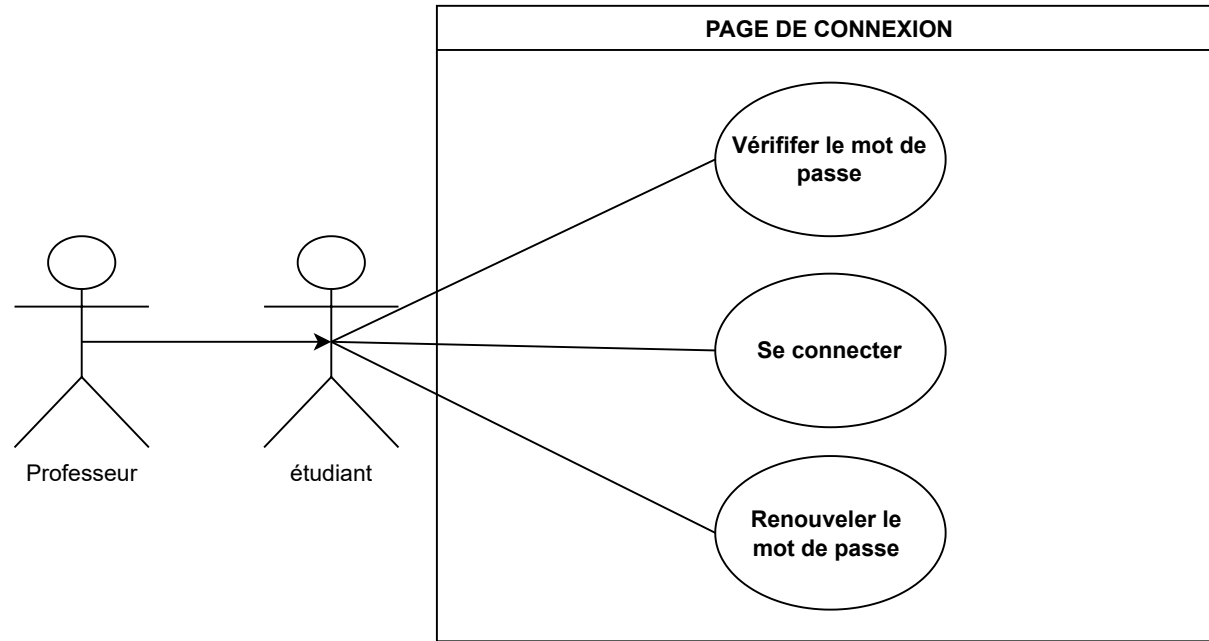 PAGE DE CONNEXION
Vérififer le mot de
passe
Se connecter
Renouveler le
mot de passe
Professeur
étudiant